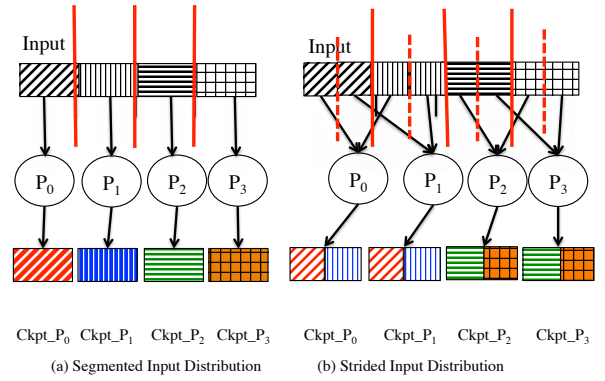 Input
P0 P1 P2 P3
Ckpt_P0 Ckpt_P1 Ckpt_P2 Ckpt_P3
(a) Segmented Input Distribution
Input
P0 P1 P2 P3
Ckpt_P0 Ckpt_P1 Ckpt_P2 Ckpt_P3
(b) Strided Input Distribution